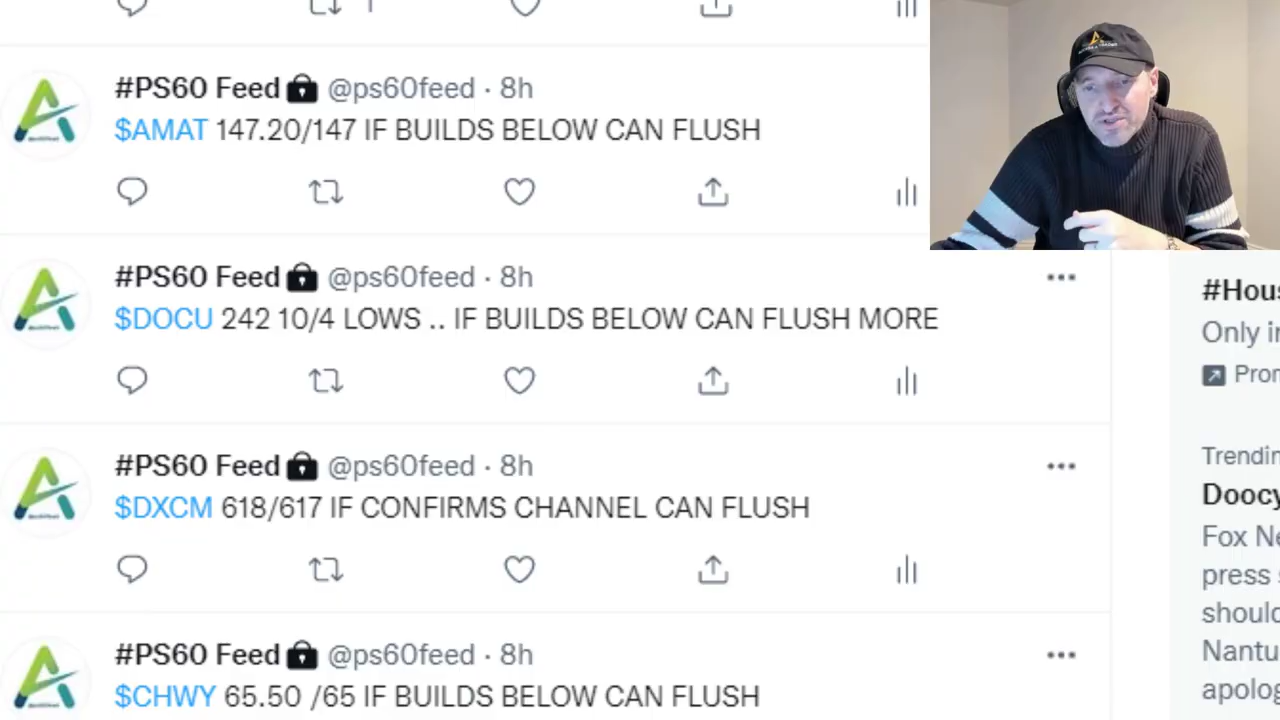 #PS60 Feed @ps60feed · 8h
$AMAT 147.20/147 IF BUILDS BELOW CAN FLUSH
#PS60 Feed @ps60feed · 8h
$DOCU 242 10/4 LOWS .. IF BUILDS BELOW CAN FLUSH MORE
#PS60 Feed @ps60feed · 8h
$DXCM 618/617 IF CONFIRMS CHANNEL CAN FLUSH
#PS60 Feed @ps60feed · 8h
$CHWY 65.50 /65 IF BUILDS BELOW CAN FLUSH
#Hous
Only in
Prom
Trendin
Doocy
Fox Ne
press s
should
Nantu
apolog